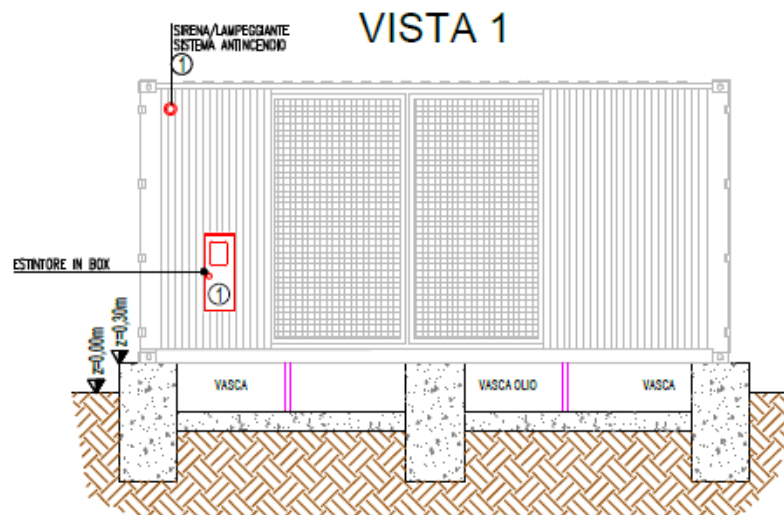 VISTA 1
SIRENA/LAMPEGGIANTE
SISTEMA ANTINCENDIO
1
ESTINTORE IN BOX
1
z=0,00m
z=0,30m
VASCA
VASCA OLIO
VASCA